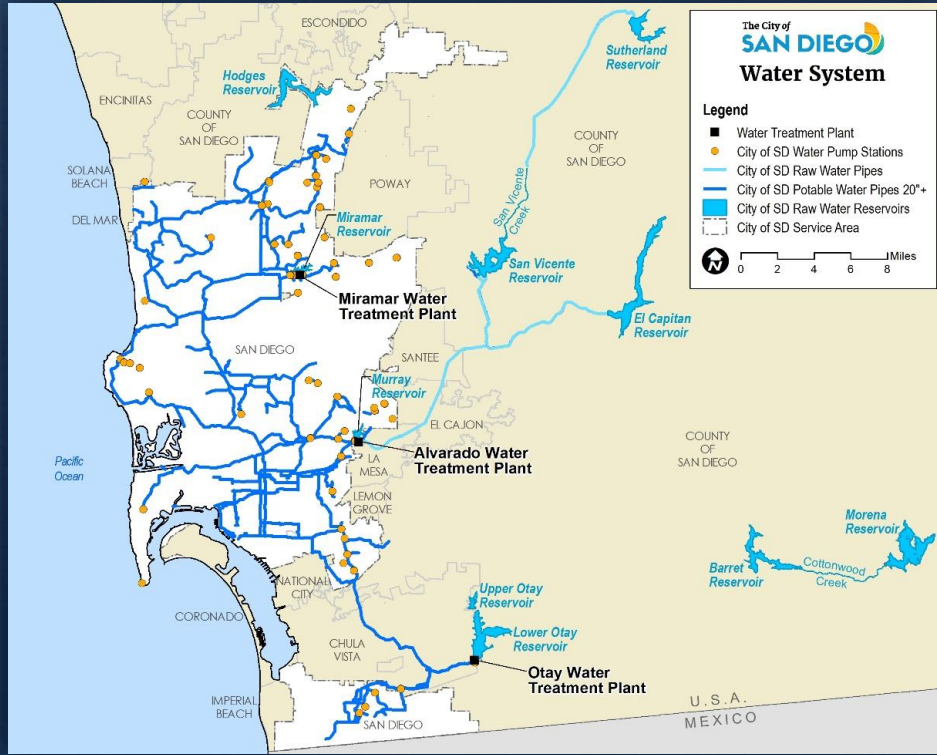 ESCONDIDO
Sutherland
Reservoir
Hodges
Reservoir
ENCINITAS
COUNTY
OF
SAN DIEGO
COUNTY
OF
SAN DIEGO
SOLANA
BEACH
POWAY
San Vicente
Creek
DEL MAR
Miramar
Reservoir
San Vicente
Reservoir
Miramar Water
Treatment Plant
El Capitan
Reservoir
SAN DIEGO
SANTEE
Murray
Reservoir
EL CAJON
Alvarado Water
Treatment Plant
COUNTY
OF
SAN DIEGO
Pacific
Ocean
LA
MESA
LEMON
GROVE
Morena
Reservoir
Barret
Reservoir
Cottonwood
Creek
NATIONAL
CITY
Upper Otay
Reservoir
CORONADO
Lower Otay
Reservoir
CHULA
VISTA
Otay Water
Treatment Plant
IMPERIAL
BEACH
SAN DIEGO
U.S.A.
MEXICO
The City of
SAN DIEGO
Water System
Legend
Water Treatment Plant
City of SD Water Pump Stations
City of SD Raw Water Pipes
City of SD Potable Water Pipes 20"+
City of SD Raw Water Reservoirs
City of SD Service Area
N
0 2 4 6 8 Miles